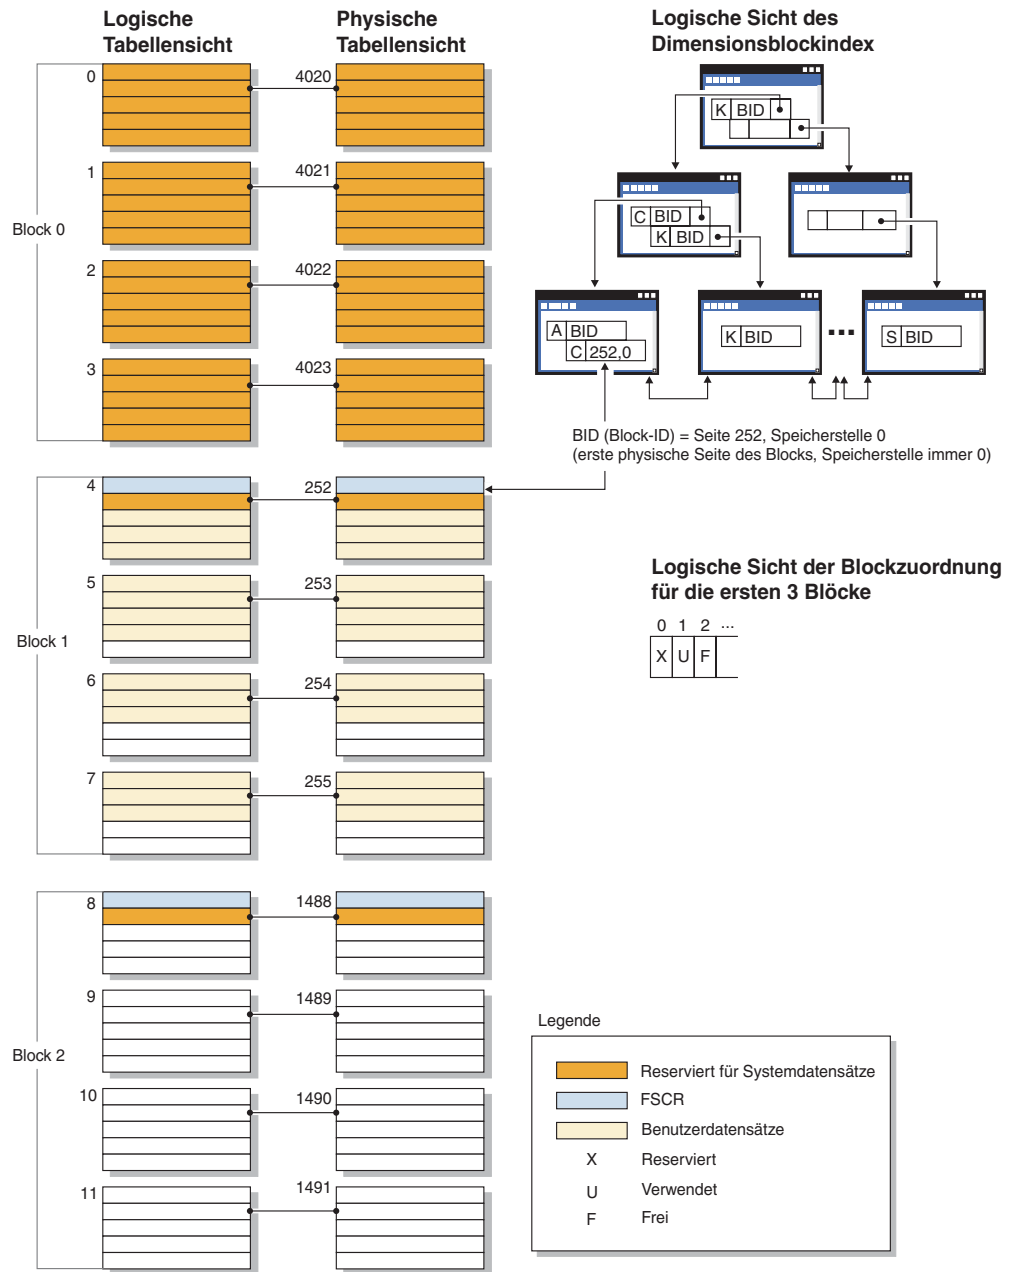 Logische
Tabellensicht
Physische
Tabellensicht
Logische Sicht des
Dimensionsblockindex
Block 0
0
4020
1
4021
2
4022
3
4023
K BID
C BID
K BID
A BID
C 252,0
K BID
S BID
BID (Block-ID) = Seite 252, Speicherstelle 0
(erste physische Seite des Blocks, Speicherstelle immer 0)
Block 1
4
252
5
253
6
254
7
255
Logische Sicht der Blockzuordnung
für die ersten 3 Blöcke
0 1 2 ...
X U F
Block 2
8
1488
9
1489
10
1490
11
1491
Legende
Reserviert für Systemdatensätze
FSCR
Benutzerdatensätze
X Reserviert
U Verwendet
F Frei